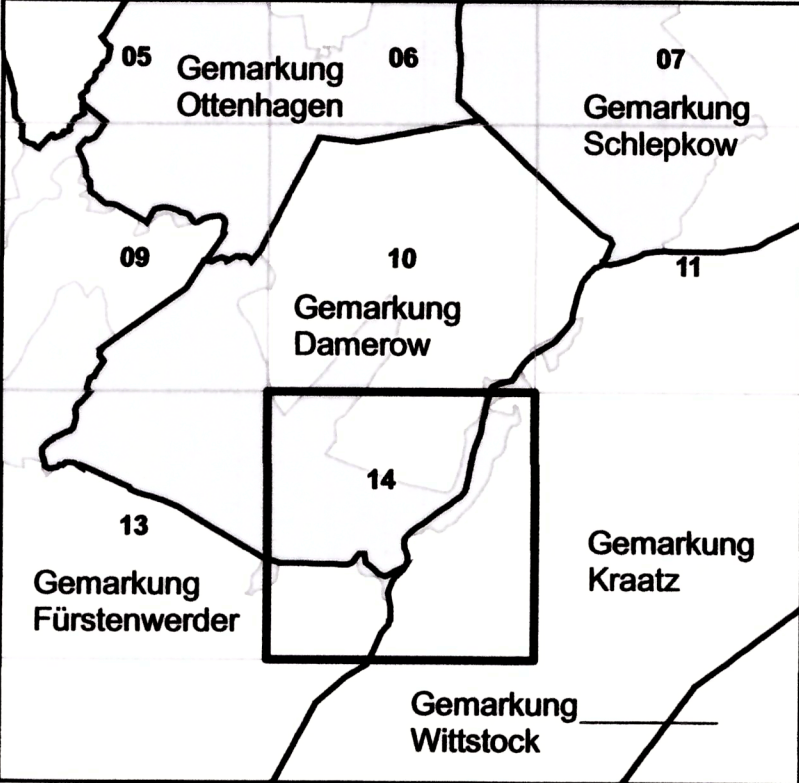 05
06
07
Gemarkung
Ottenhagen
Gemarkung
Schlepkow
09
10
11
Gemarkung
Damerow
14
13
Gemarkung
Kraatz
Gemarkung
Fürstenwerder
Gemarkung
Wittstock